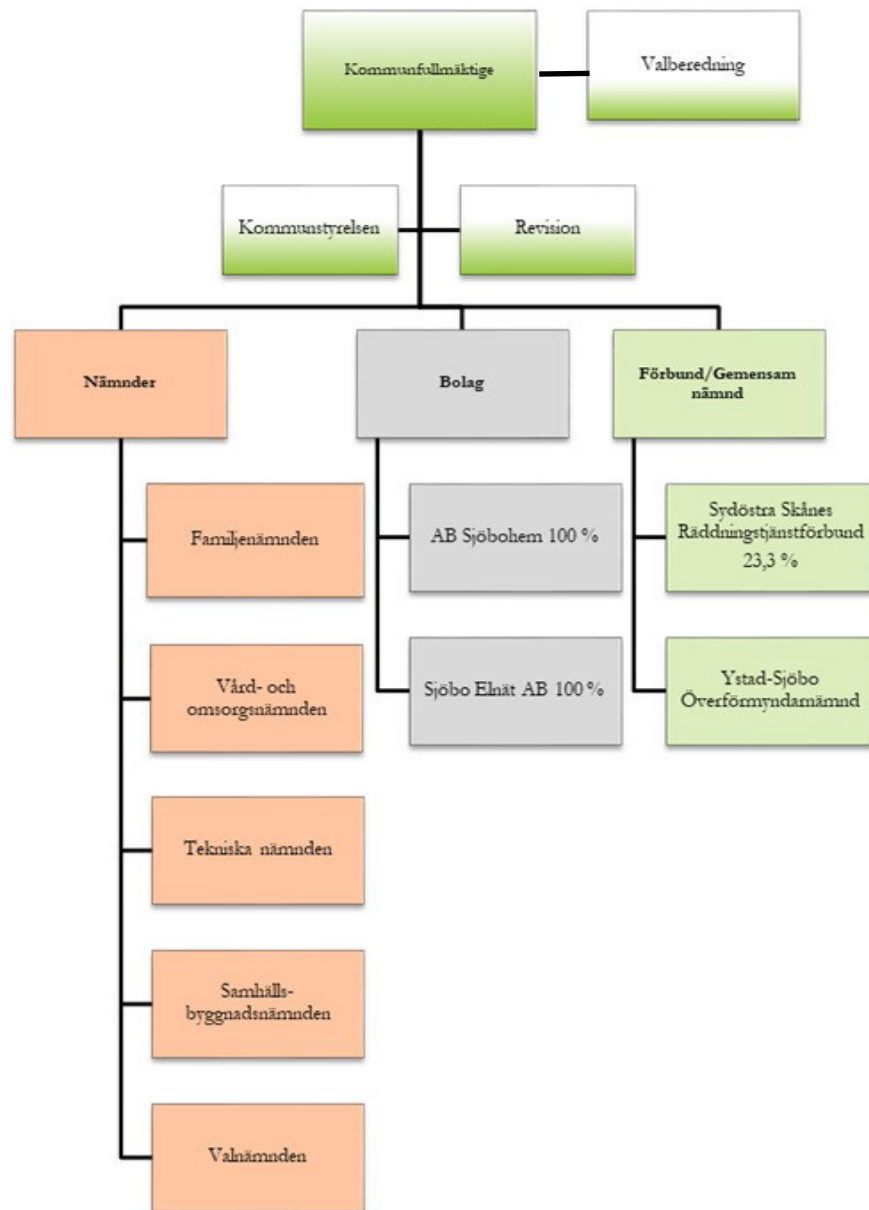 Kommunfullmäktige
Valberedning
Kommunstyrelsen
Revision
Nämnder
Bolag
Förbund/Gemensam
nämnd
Familjenämnden
AB Sjöbohem 100 %
Sydöstra Skånes
Räddningstjänstförbund
23,3 %
Vård- och
omsorgsnämnden
Sjöbo Elnät AB 100 %
Ystad-Sjöbo
Överförmyndarnämnd
Tekniska nämnden
Samhälls-
byggnadsnämnden
Valnämnden